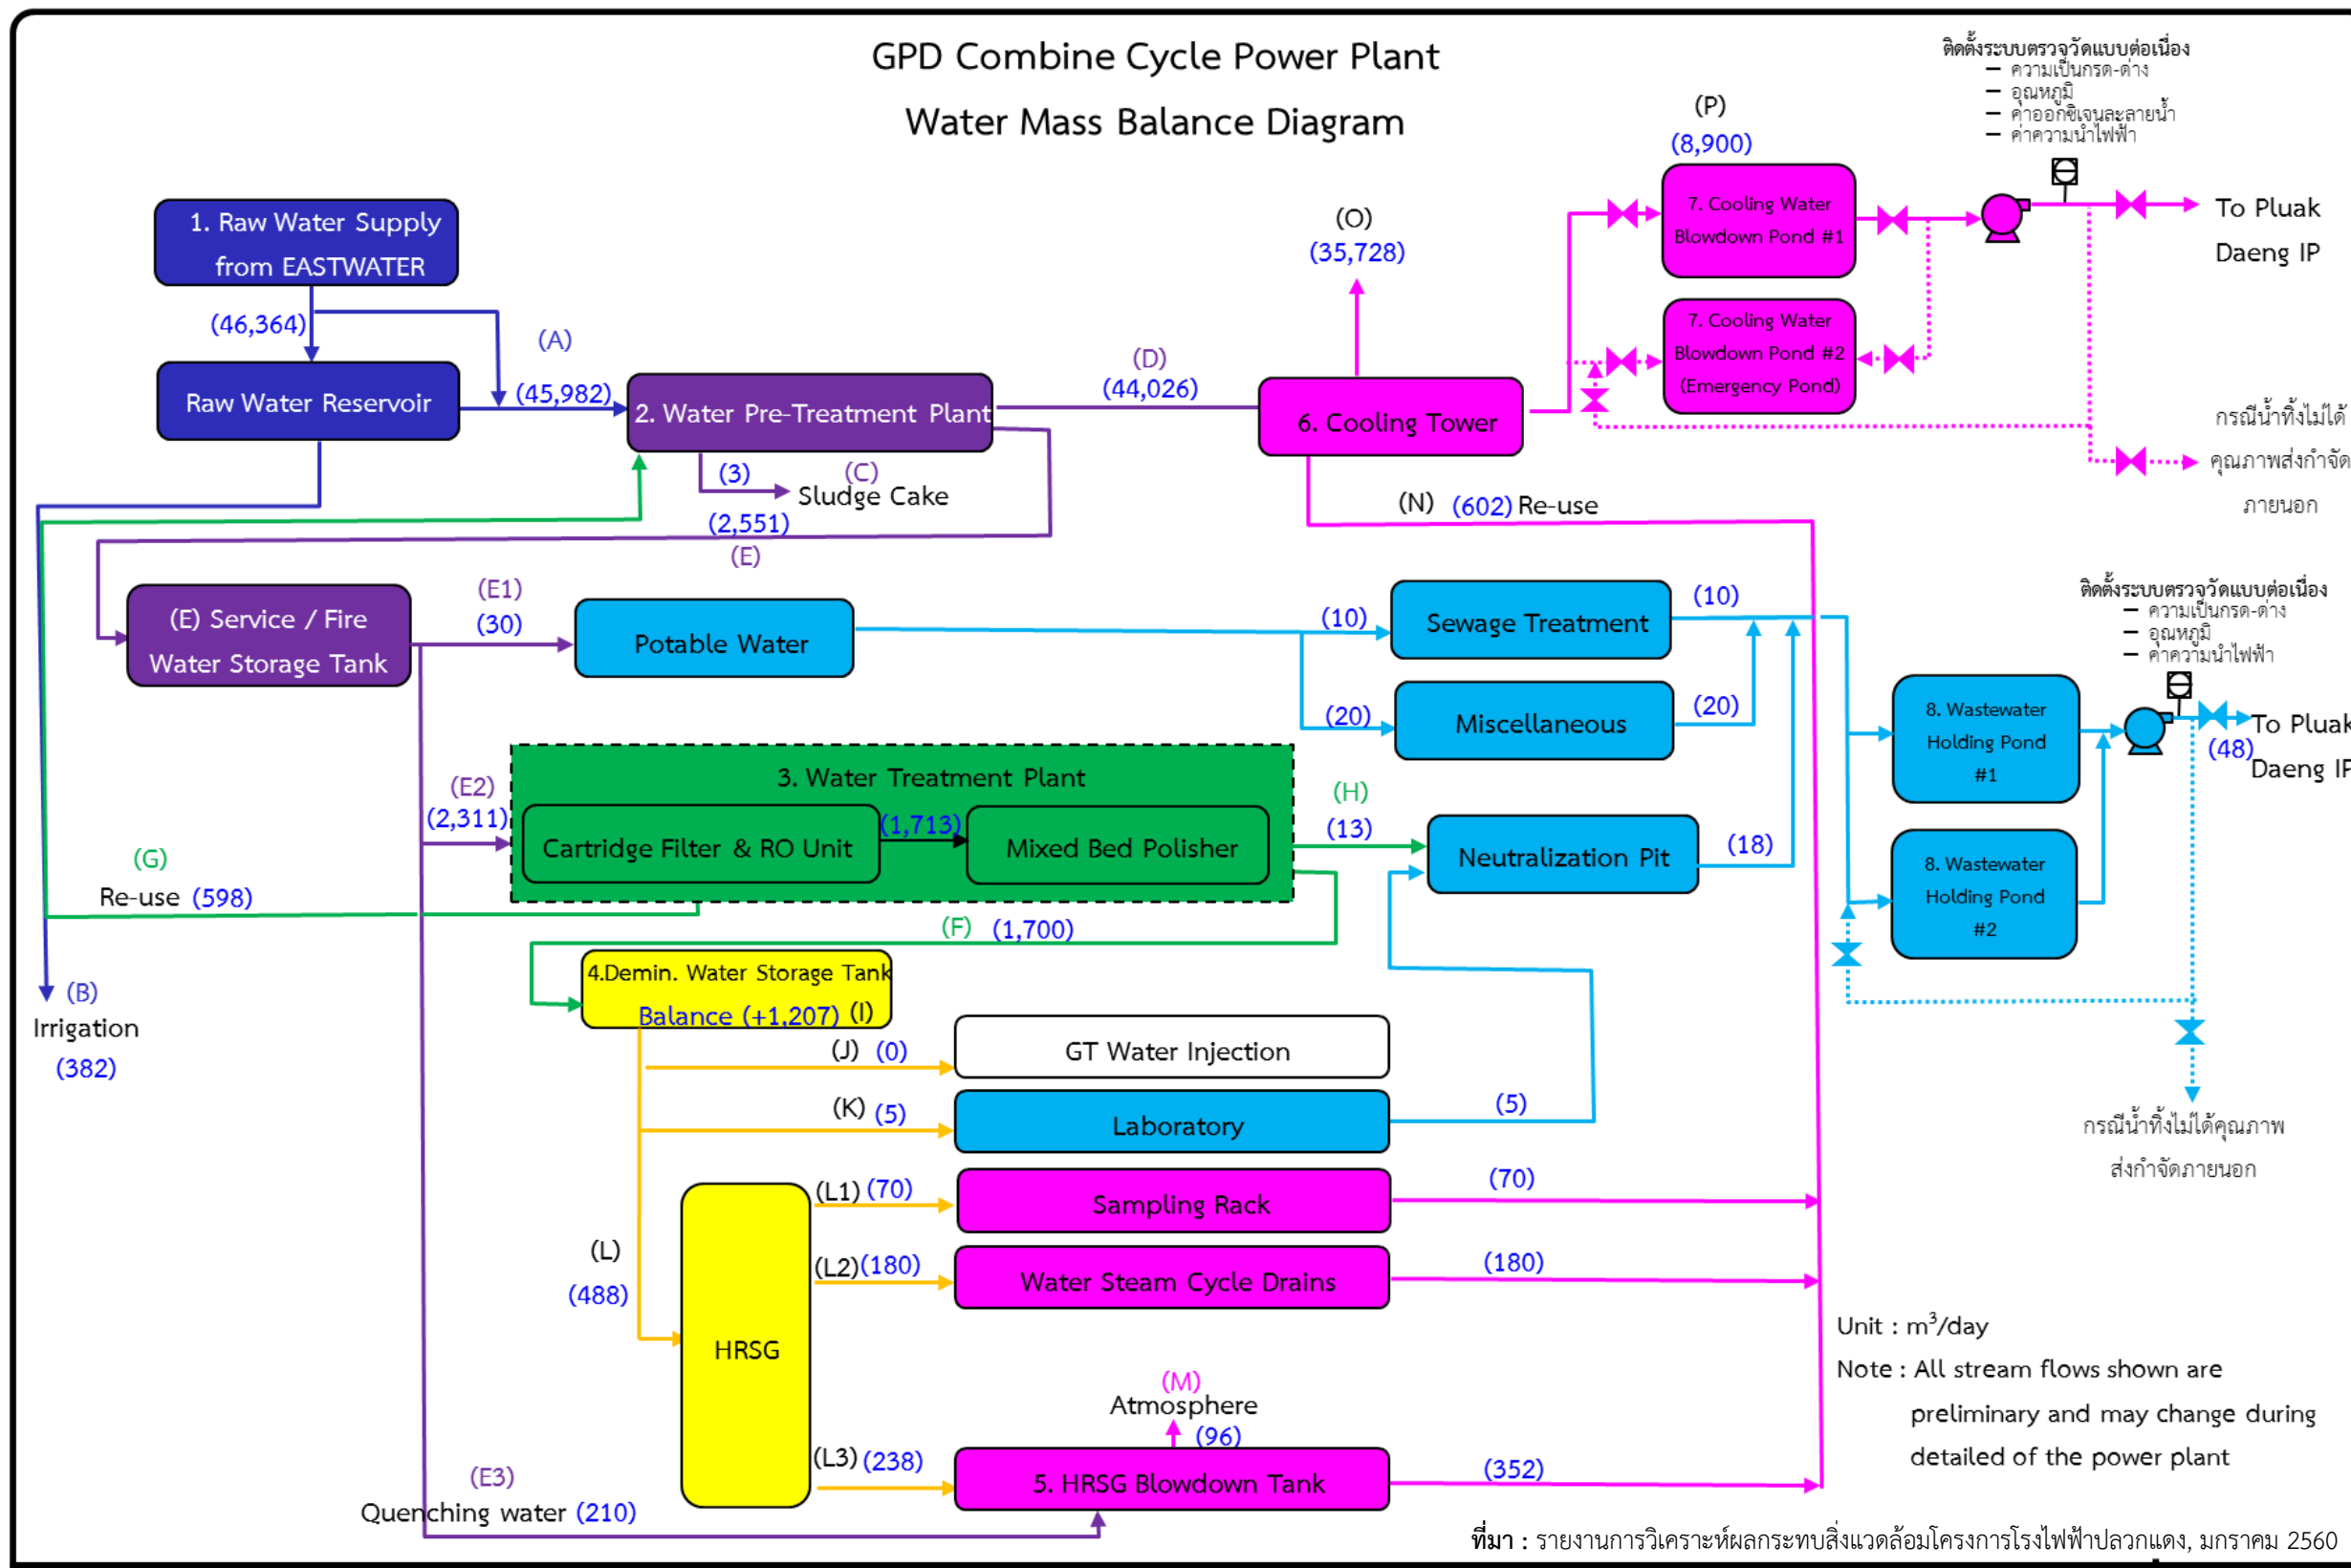 GPD Combine Cycle Power Plant
Water Mass Balance Diagram
ติดตั้งระบบตรวจวัดแบบต่อเนื่อง
– ความเป็นกรด-ด่าง
– อุณหภูมิ
– ค่าออกซิเจนละลายน้ำ
– ค่าความนำไฟฟ้า
(P)
(8,900)
1. Raw Water Supply
from EASTWATER
7. Cooling Water
Blowdown Pond #1
To Pluak
Daeng IP
(O)
(35,728)
(46,364)
(A)
7. Cooling Water
Blowdown Pond #2
(Emergency Pond)
Raw Water Reservoir
(45,982)
2. Water Pre-Treatment Plant
(D)
(44,026)
6. Cooling Tower
กรณีน้ำทิ้งไม่ได้
คุณภาพส่งกำจัด
ภายนอก
(3)
(C)
Sludge Cake
(2,551)
(E)
(N) (602) Re-use
(E) Service / Fire
Water Storage Tank
(E1)
(30)
Potable Water
(10)
Sewage Treatment
(10)
ติดตั้งระบบตรวจวัดแบบต่อเนื่อง
– ความเป็นกรด-ด่าง
– อุณหภูมิ
– ค่าความนำไฟฟ้า
(20)
Miscellaneous
(20)
8. Wastewater
Holding Pond
#1
To Pluak
(48)
Daeng IP
(E2)
(2,311)
3. Water Treatment Plant
Cartridge Filter & RO Unit
(1,713)
Mixed Bed Polisher
(H)
(13)
Neutralization Pit
(18)
8. Wastewater
Holding Pond
#2
(G)
Re-use (598)
(F) (1,700)
4.Demin. Water Storage Tank
Balance (+1,207) (I)
(B)
Irrigation
(382)
(J) (0)
GT Water Injection
(K) (5)
Laboratory
(5)
กรณีน้ำทิ้งไม่ได้คุณภาพ
ส่งกำจัดภายนอก
(L)
(488)
HRSG
(L1) (70)
Sampling Rack
(70)
(L2)(180)
Water Steam Cycle Drains
(180)
(M)
Atmosphere
(96)
(L3) (238)
5. HRSG Blowdown Tank
(352)
(E3)
Quenching water (210)
Unit : m³/day
Note : All stream flows shown are
preliminary and may change during
detailed of the power plant
ที่มา : รายงานการวิเคราะห์ผลกระทบสิ่งแวดล้อมโครงการโรงไฟฟ้าปลวกแดง, มกราคม 2560